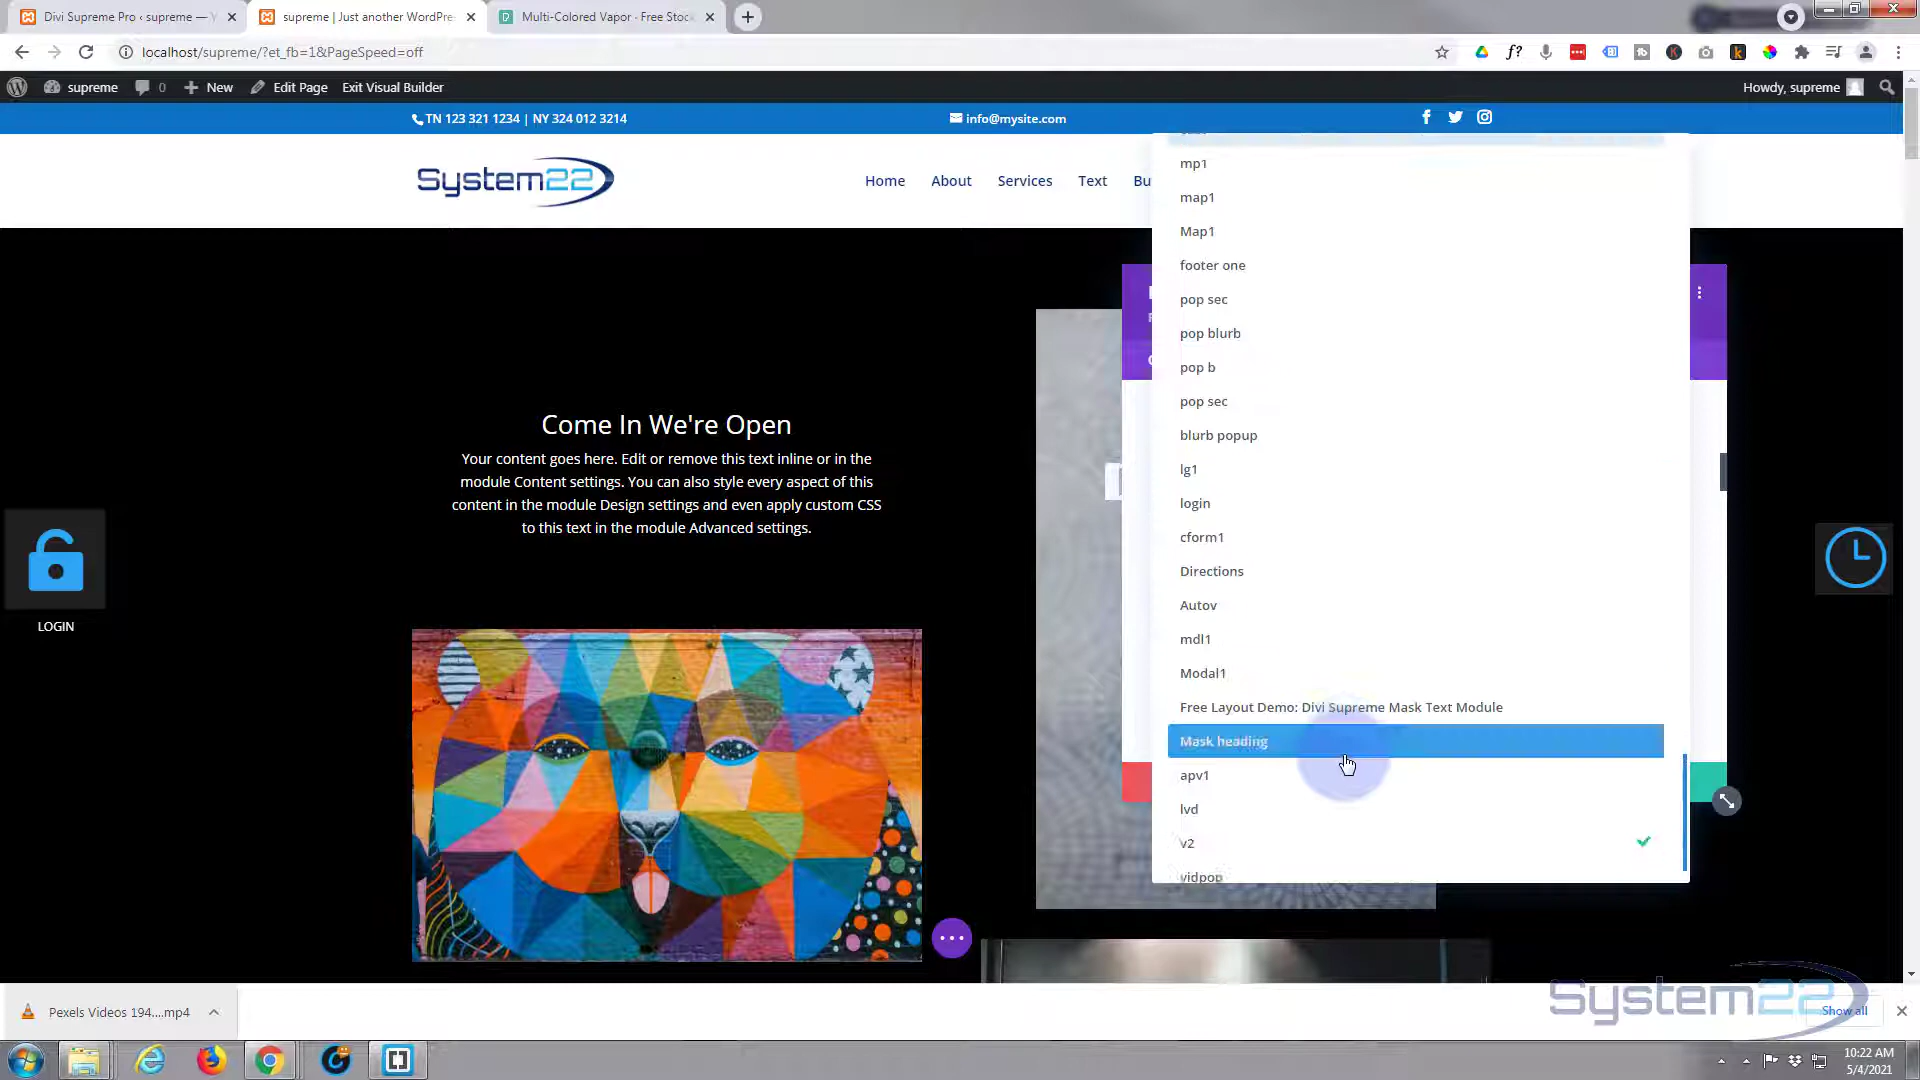 Divi Supreme Pro ‹ supreme — 
supreme | Just another WordPre
Multi-Colored Vapor - Free Stoc
localhost/supreme/?et_fb=1&PageSpeed=off
supreme
0
New
Edit Page
Exit Visual Builder
Howdy, supreme
TN 123 321 1234 | NY 324 012 3214
info@mysite.com
System22
Home
About
Services
Text
Bu
mp1
map1
Map1
footer one
pop sec
pop blurb
pop b
pop sec
blurb popup
lg1
login
cform1
Directions
Autov
mdl1
Modal1
Free Layout Demo: Divi Supreme Mask Text Module
Mask heading
apv1
lvd
v2
vidpop
Come In We're Open
Your content goes here. Edit or remove this text inline or in the
module Content settings. You can also style every aspect of this
content in the module Design settings and even apply custom CSS
to this text in the module Advanced settings.
LOGIN
Pexels Videos 194....mp4
System22
Show all
10:22 AM
5/4/2021